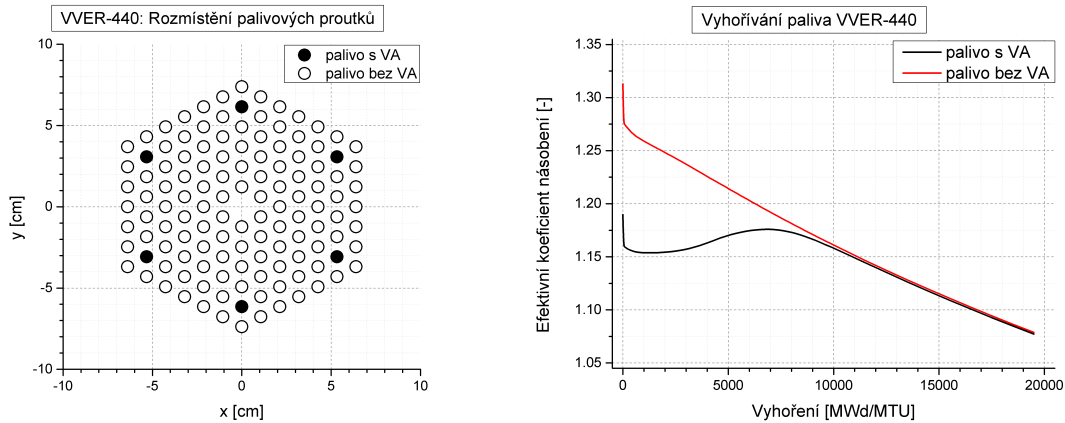 VVER-440: Rozmístění palivových proutků
palivo s VA
palivo bez VA
10
5
0
-5
-10
y [cm]
-10
-5
0
5
10
x [cm]
Vyhořívání paliva VVER-440
palivo s VA
palivo bez VA
1.35
1.30
1.25
1.20
1.15
1.10
1.05
Efektivní koeficient násobení [-]
0
5000
10000
15000
20000
Vyhoření [MWd/MTU]